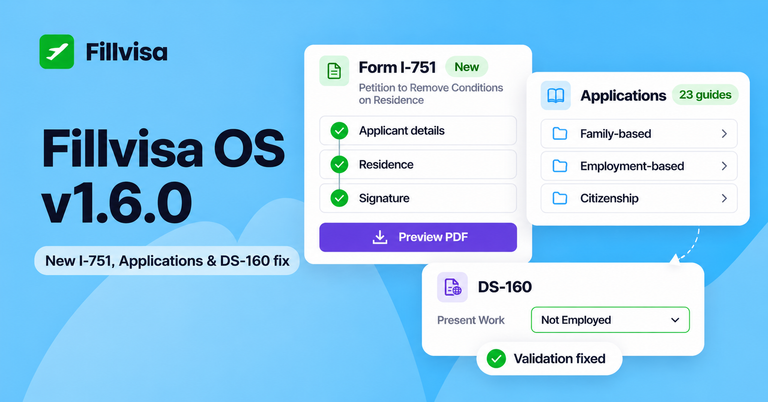 Fillvisa
Fillvisa OS
v1.6.0
New I-751, Applications & DS-160 fix
Form I-751
New
Petition to Remove Conditions
on Residence
Applicant details
Residence
Signature
Preview PDF
Applications
23 guides
Family-based
Employment-based
Citizenship
DS-160
Present Work
Not Employed
Validation fixed